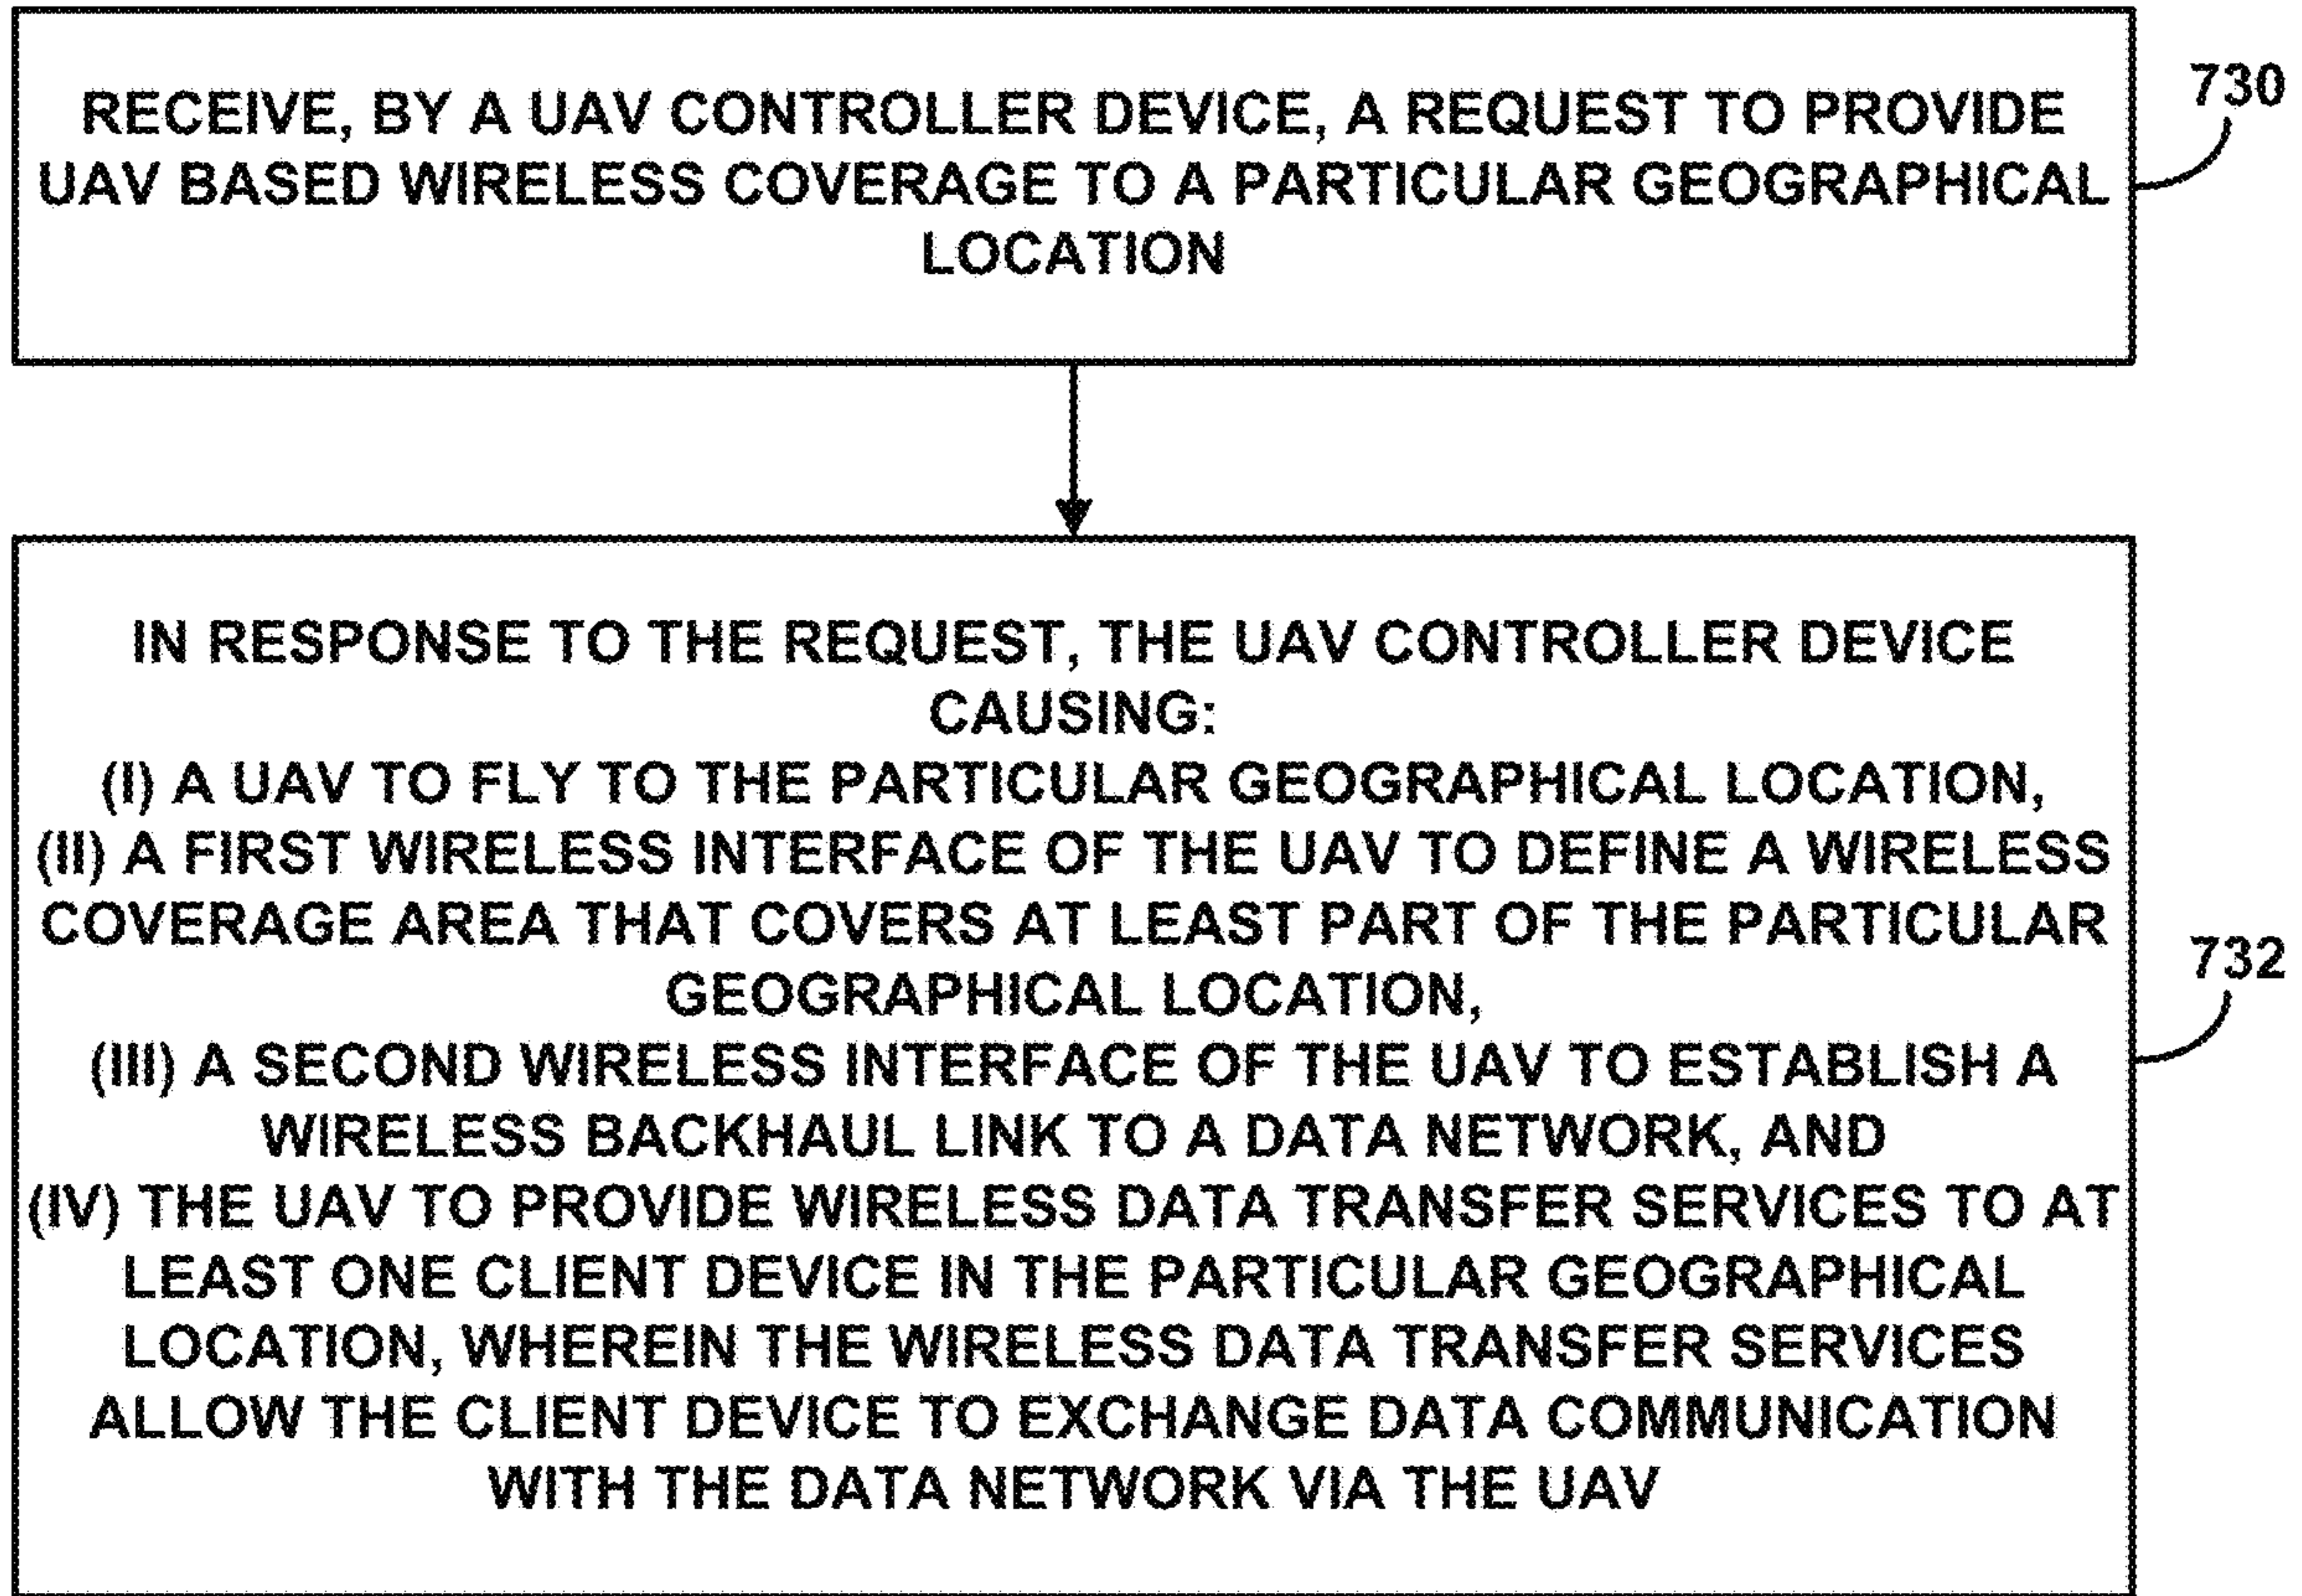 RECEIVE, BY A UAV CONTROLLER DEVICE, A REQUEST TO PROVIDE
UAV BASED WIRELESS COVERAGE TO A PARTICULAR GEOGRAPHICAL
LOCATION
730
IN RESPONSE TO THE REQUEST, THE UAV CONTROLLER DEVICE
CAUSING:
(I) A UAV TO FLY TO THE PARTICULAR GEOGRAPHICAL LOCATION,
(II) A FIRST WIRELESS INTERFACE OF THE UAV TO DEFINE A WIRELESS
COVERAGE AREA THAT COVERS AT LEAST PART OF THE PARTICULAR
GEOGRAPHICAL LOCATION,
(III) A SECOND WIRELESS INTERFACE OF THE UAV TO ESTABLISH A
WIRELESS BACKHAUL LINK TO A DATA NETWORK, AND
(IV) THE UAV TO PROVIDE WIRELESS DATA TRANSFER SERVICES TO AT
LEAST ONE CLIENT DEVICE IN THE PARTICULAR GEOGRAPHICAL
LOCATION, WHEREIN THE WIRELESS DATA TRANSFER SERVICES
ALLOW THE CLIENT DEVICE TO EXCHANGE DATA COMMUNICATION
WITH THE DATA NETWORK VIA THE UAV
732